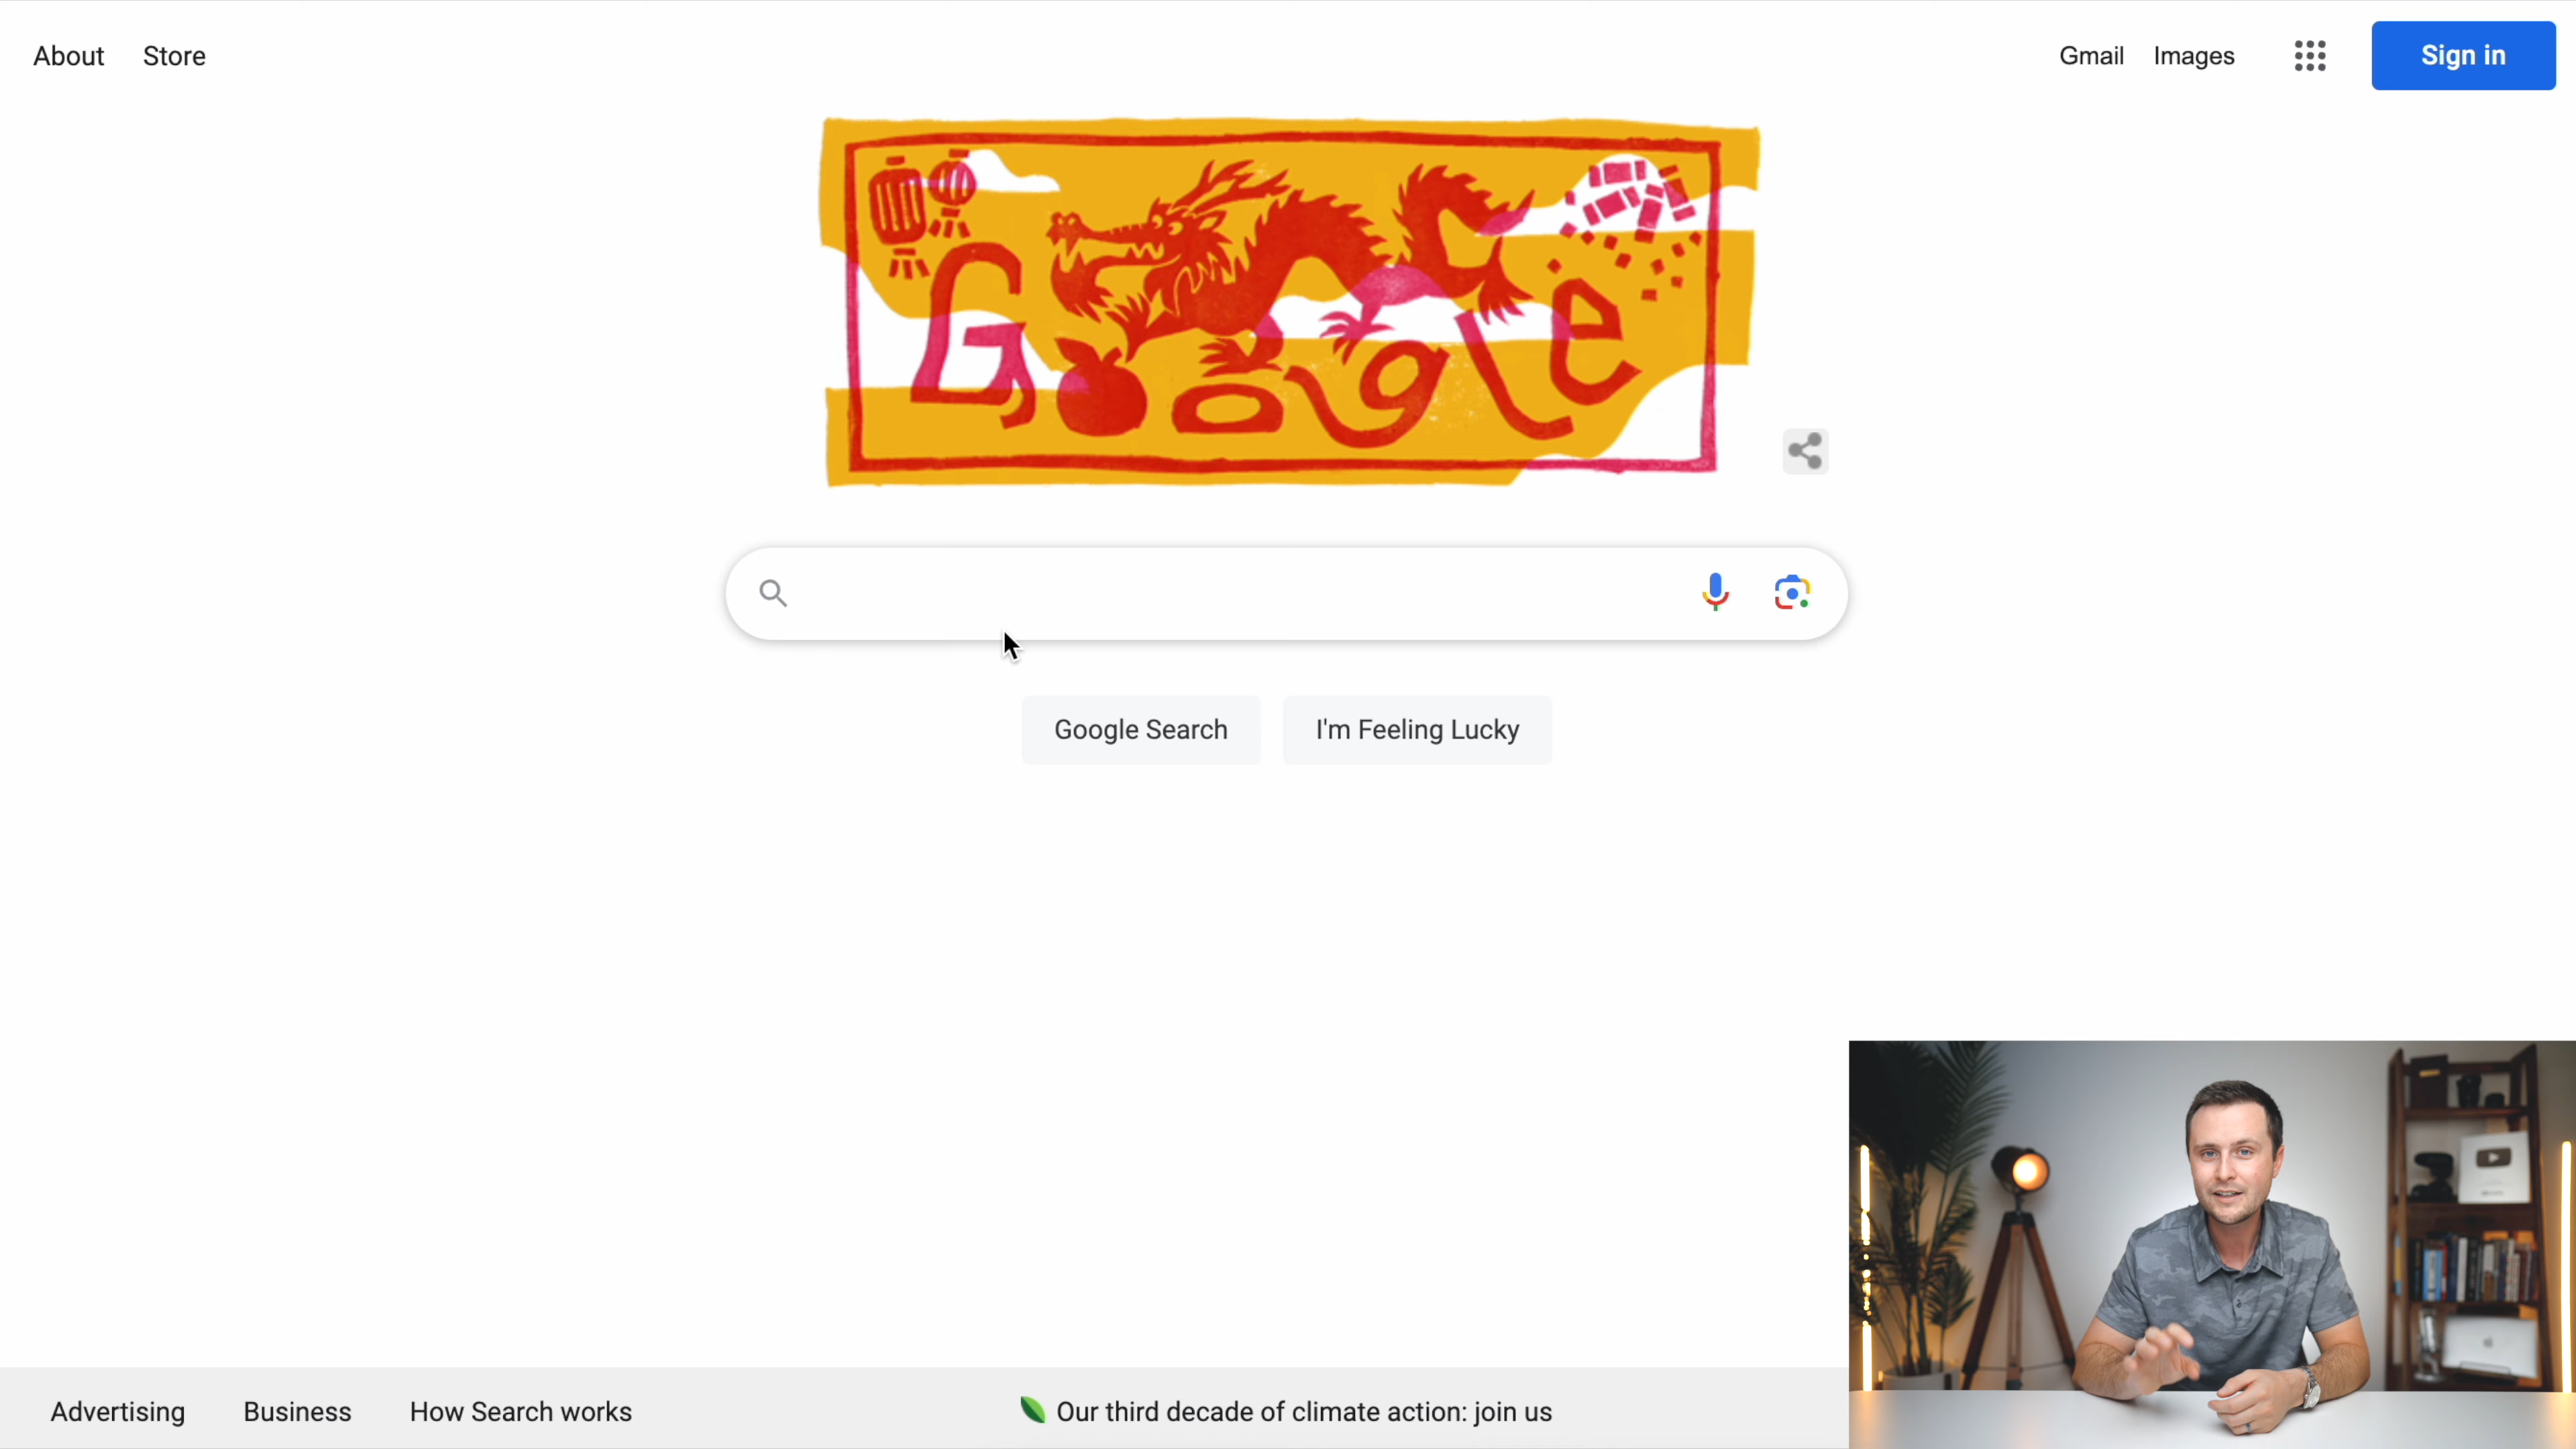 About Store
Gmail Images Sign in
Google
Google Search I'm Feeling Lucky
Advertising Business How Search works
Our third decade of climate action: join us